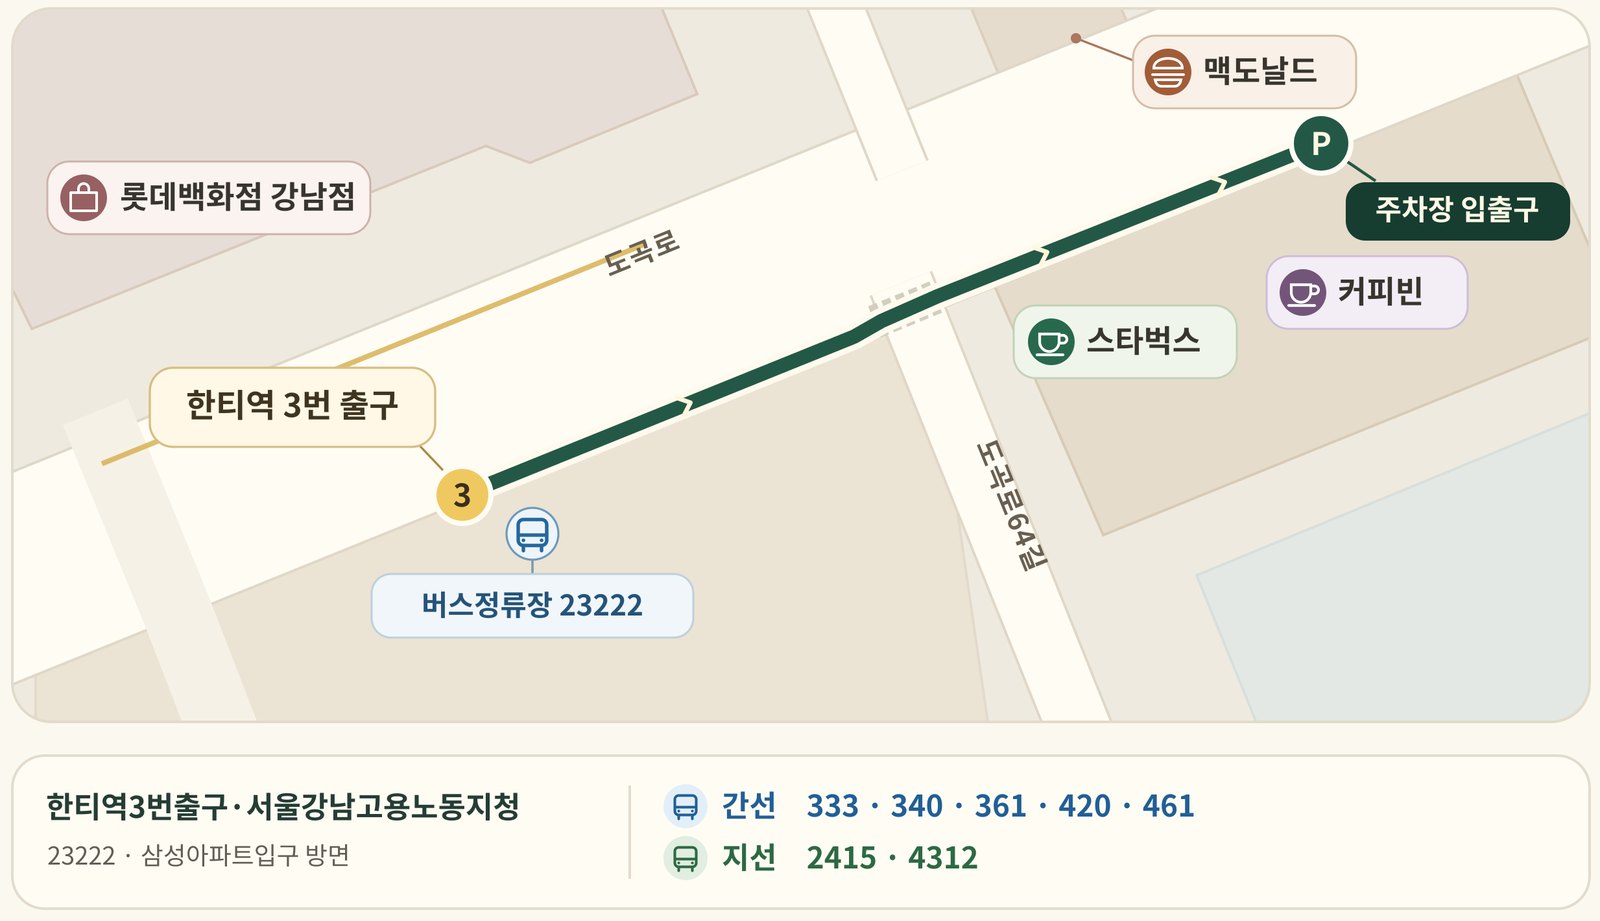 맥도날드
P
주차장 입출구
롯데백화점 강남점
도곡로
커피빈
스타벅스
한티역 3번 출구
3
도곡로64길
버스정류장 23222
한티역3번출구·서울강남고용노동지청
23222 · 삼성아파트입구 방면
간선 333 · 340 · 361 · 420 · 461
지선 2415 · 4312